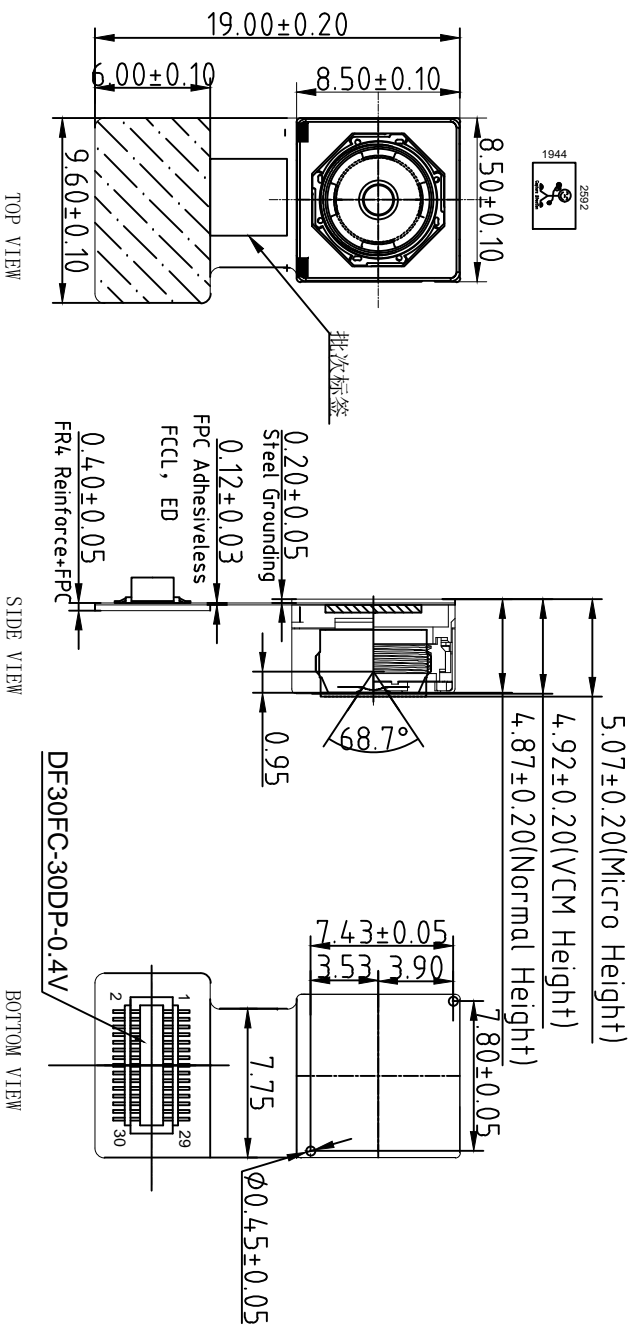 19.00±0.20
6.00±0.10
8.50±0.10
8.50±0.10
9.60±0.10
1944
2592
批次标签
TOP VIEW
0.20±0.05
Steel Grounding
0.12±0.03
FPC Adhesiveless
FCCL, ED
0.40±0.05
FR4 Reinforce+FPC
68.7°
0.95
5.07±0.20(Micro Height)
4.92±0.20(VCM Height)
4.87±0.20(Normal Height)
SIDE VIEW
7.43±0.05
3.53
3.90
7.80±0.05
7.75
Ø0.45±0.05
1
2
29
30
DF30FC-30DP-0.4V
BOTTOM VIEW